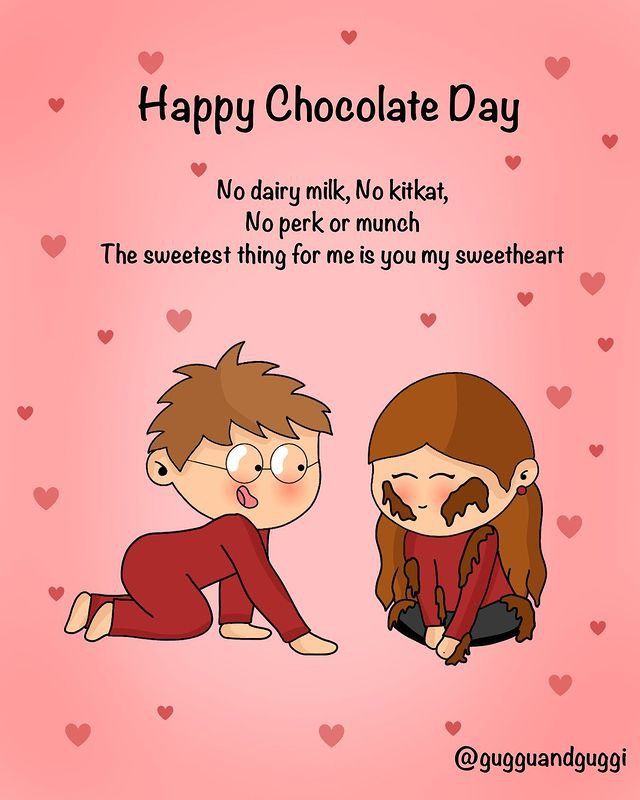 Happy Chocolate Day
No dairy milk, No kitkat,
No perk or munch
The sweetest thing for me is you my sweetheart
@gugguandguggi